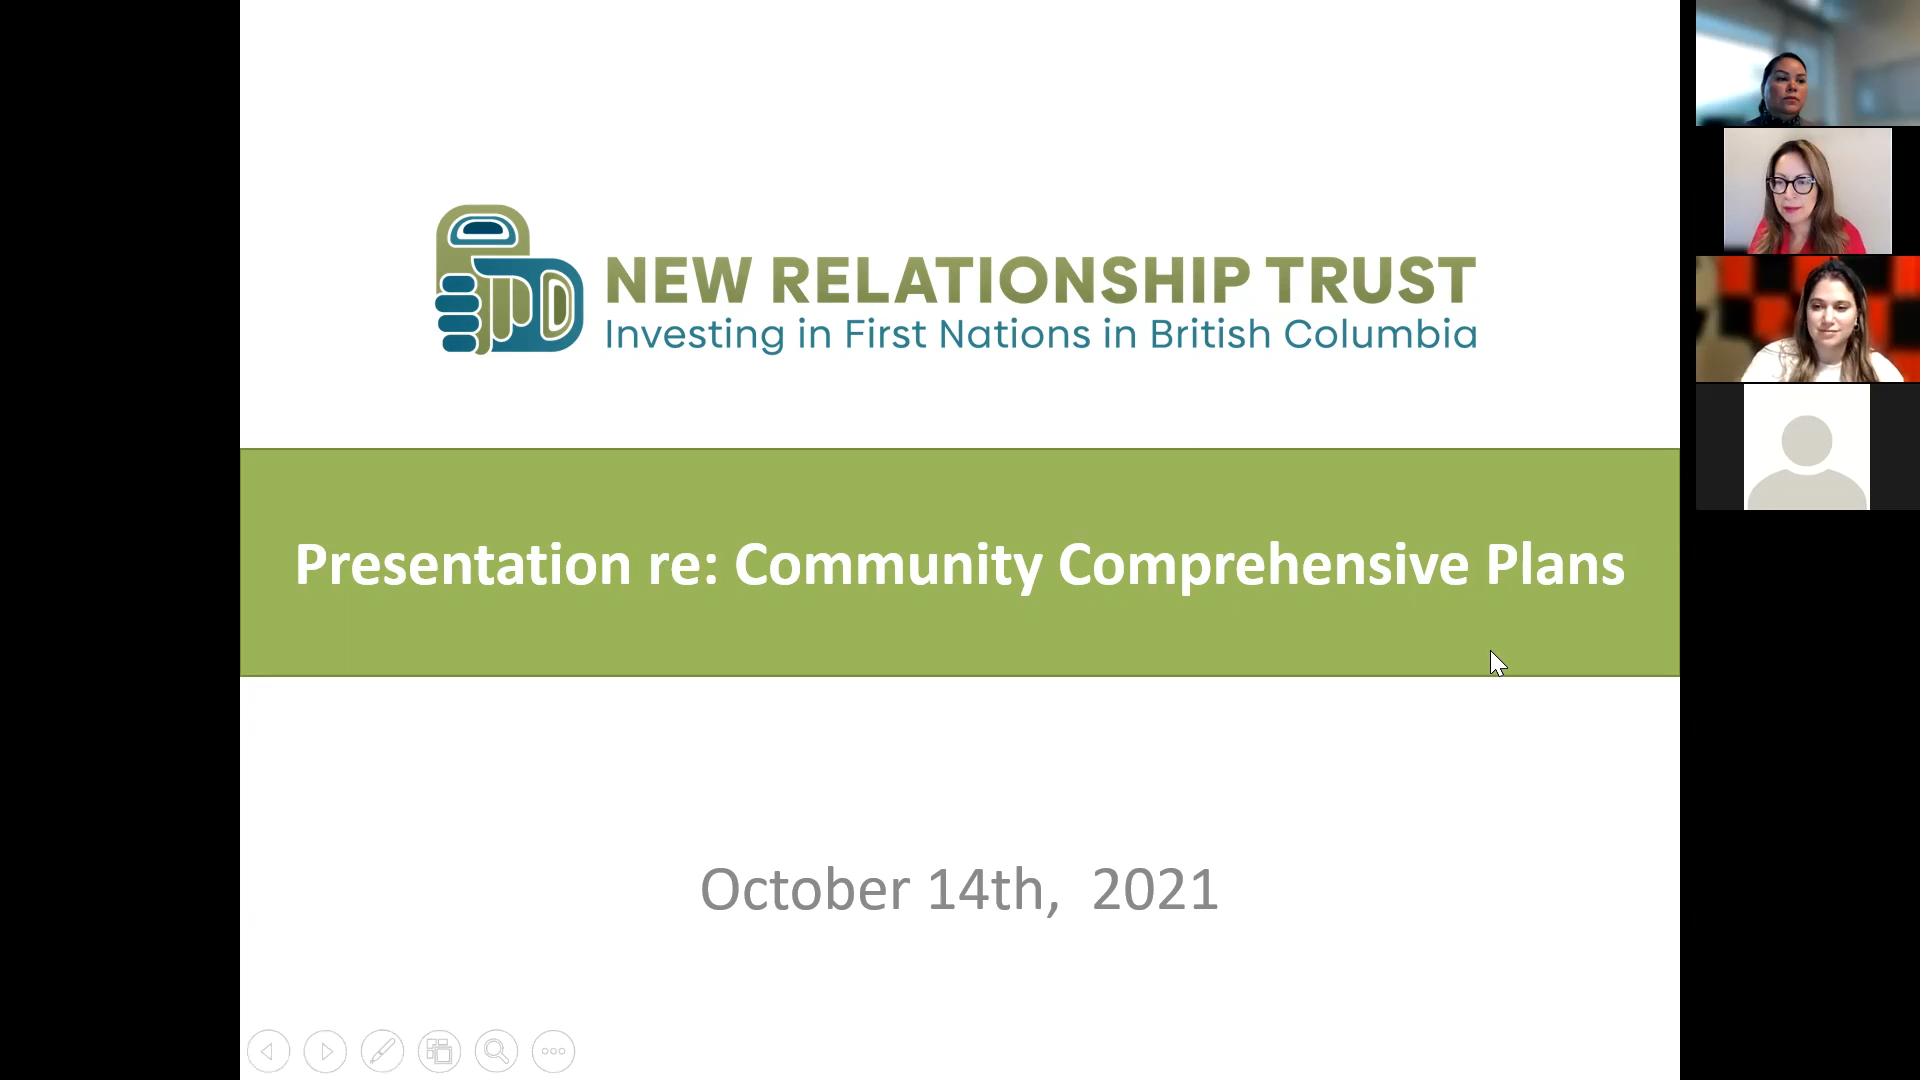 NEW RELATIONSHIP TRUST
Investing in First Nations in British Columbia
Presentation re: Community Comprehensive Plans
October 14th,  2021